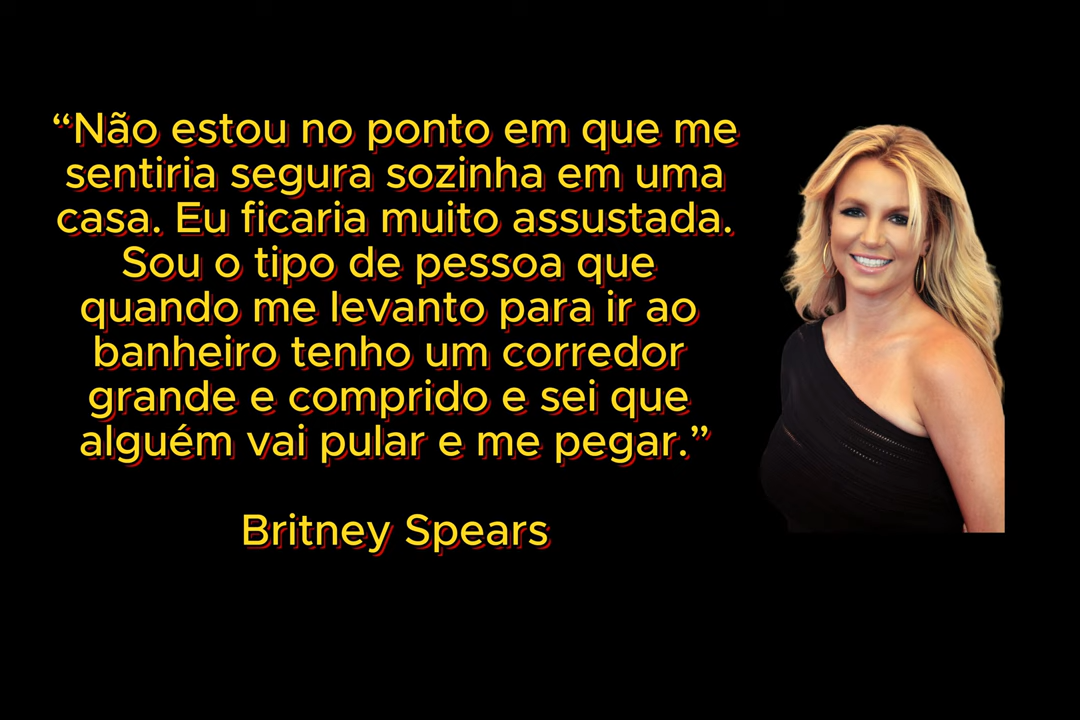 “Não estou no ponto em que me
sentiria segura sozinha em uma
casa. Eu ficaria muito assustada.
Sou o tipo de pessoa que
quando me levanto para ir ao
banheiro tenho um corredor
grande e comprido e sei que
alguém vai pular e me pegar.”
Britney Spears